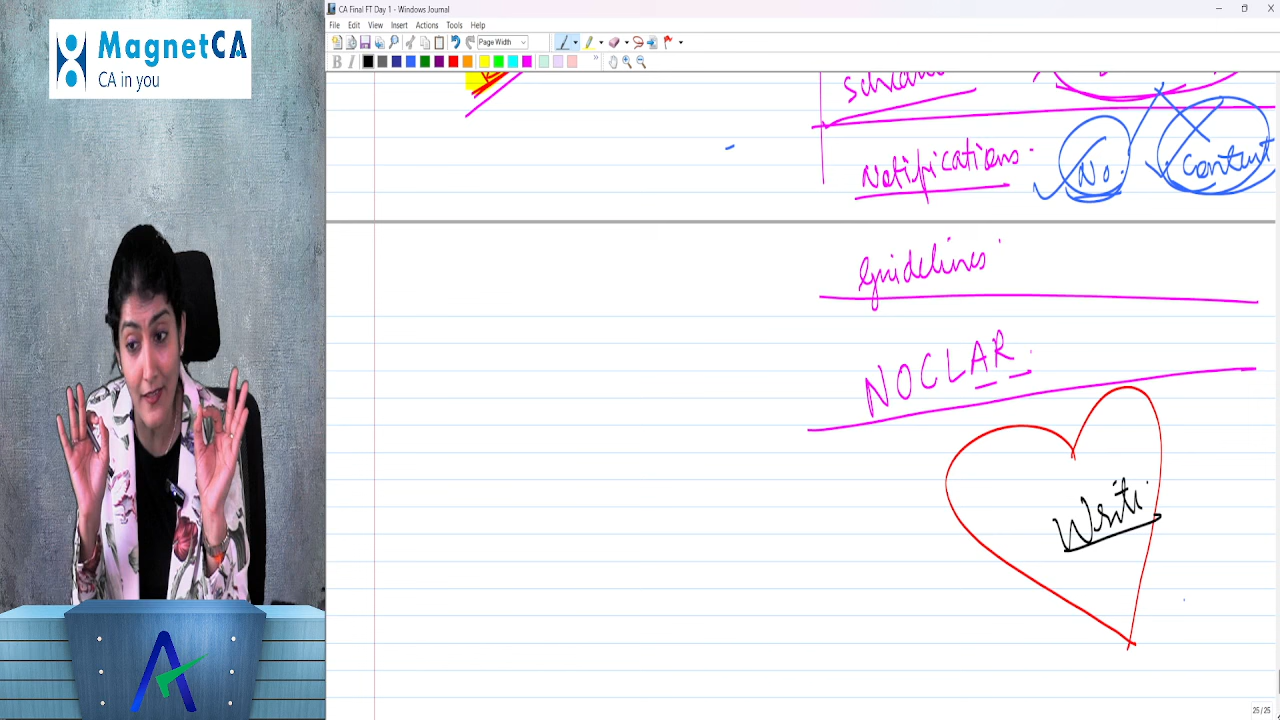 MagnetCA
CA in you
CA Final FT Day 1 - Windows Journal
File Edit View Insert Actions Tools Help
Page Width
B I
Notifications. No. Content
Guidelines
NOCLAR.
Write
25 / 25